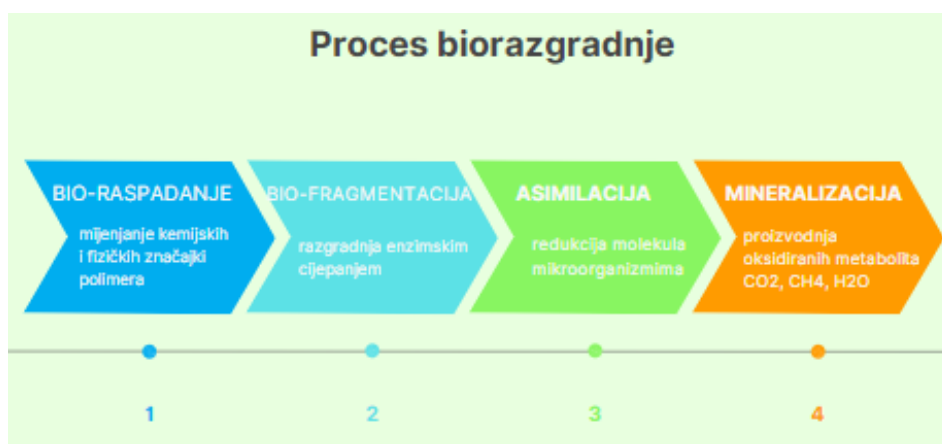 Proces biorazgradnje
BIO-RASPADANJE
mijenjanje kemijskih
i fizičkih značajki
polimera
BIO-FRAGMENTACIJA
razgradnja enzimskim
cijepanjem
ASIMILACIJA
redukcija molekula
mikroorganizmima
MINERALIZACIJA
proizvodnja
oksidiranih metabolita
CO2, CH4, H2O
1
2
3
4